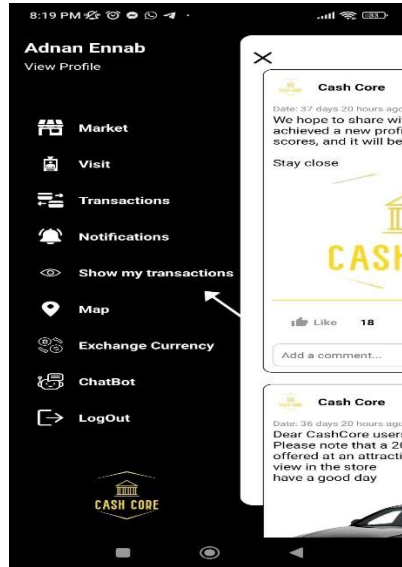 8:19 PM
33
Adnan Ennab
View Profile
Market
Visit
Transactions
Notifications
Show my transactions
Map
Exchange Currency
ChatBot
LogOut
CASH CORE
Cash Core
Date: 37 days 20 hours ago
We hope to share wi
achieved a new profi
scores, and it will be
Stay close
CASH
Like 18
Add a comment...
Cash Core
Date: 36 days 20 hours ago
Dear CashCore users
Please note that a 20
offered at an attracti
view in the store
have a good day